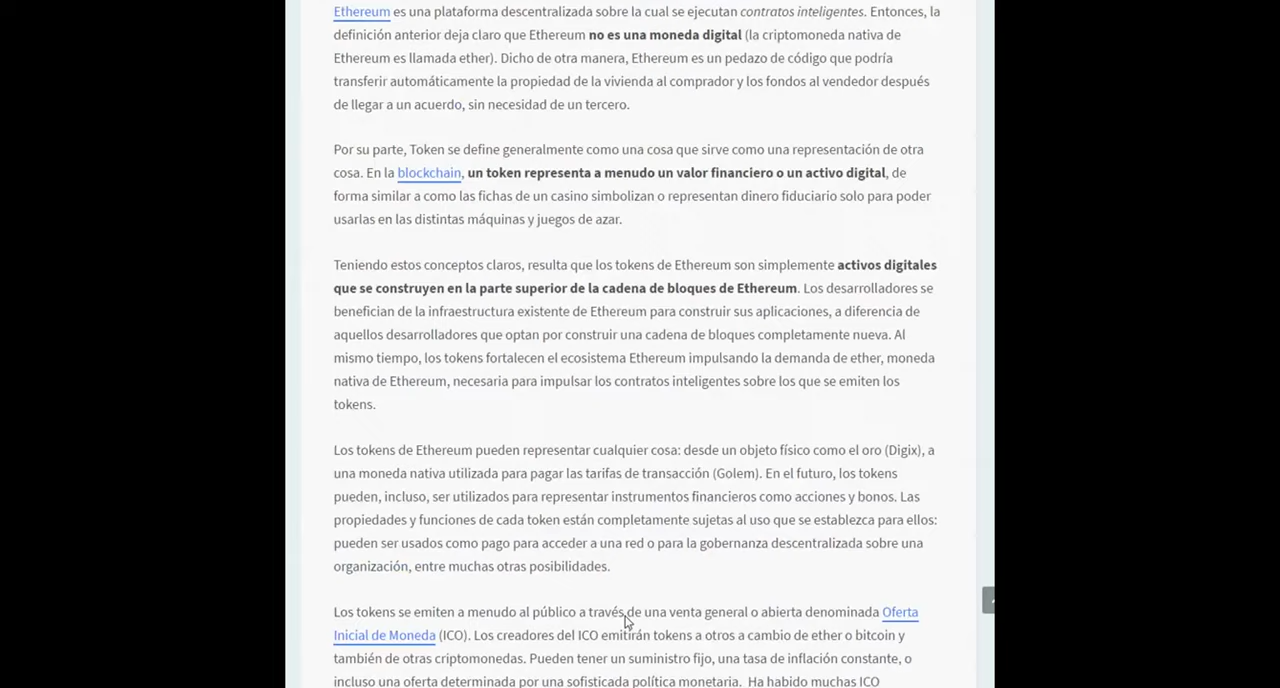 Ethereum es una plataforma descentralizada sobre la cual se ejecutan contratos inteligentes. Entonces, la
definición anterior deja claro que Ethereum no es una moneda digital (la criptomoneda nativa de
Ethereum es llamada ether). Dicho de otra manera, Ethereum es un pedazo de código que podría
transferir automáticamente la propiedad de la vivienda al comprador y los fondos al vendedor después
de llegar a un acuerdo, sin necesidad de un tercero.
Por su parte, Token se define generalmente como una cosa que sirve como una representación de otra
cosa. En la blockchain, un token representa a menudo un valor financiero o un activo digital, de
forma similar a como las fichas de un casino simbolizan o representan dinero fiduciario solo para poder
usarlas en las distintas máquinas y juegos de azar.
Teniendo estos conceptos claros, resulta que los tokens de Ethereum son simplemente activos digitales
que se construyen en la parte superior de la cadena de bloques de Ethereum. Los desarrolladores se
benefician de la infraestructura existente de Ethereum para construir sus aplicaciones, a diferencia de
aquellos desarrolladores que optan por construir una cadena de bloques completamente nueva. Al
mismo tiempo, los tokens fortalecen el ecosistema Ethereum impulsando la demanda de ether, moneda
nativa de Ethereum, necesaria para impulsar los contratos inteligentes sobre los que se emiten los
tokens.
Los tokens de Ethereum pueden representar cualquier cosa: desde un objeto físico como el oro (Digix), a
una moneda nativa utilizada para pagar las tarifas de transacción (Golem). En el futuro, los tokens
pueden, incluso, ser utilizados para representar instrumentos financieros como acciones y bonos. Las
propiedades y funciones de cada token están completamente sujetas al uso que se establezca para ellos:
pueden ser usados como pago para acceder a una red o para la gobernanza descentralizada sobre una
organización, entre muchas otras posibilidades.
Los tokens se emiten a menudo al público a través de una venta general o abierta denominada Oferta
Inicial de Moneda (ICO). Los creadores del ICO emitirán tokens a otros a cambio de ether o bitcoin y
también de otras criptomonedas. Pueden tener un suministro fijo, una tasa de inflación constante, o
incluso una oferta determinada por una sofisticada política monetaria. Ha habido muchas ICO